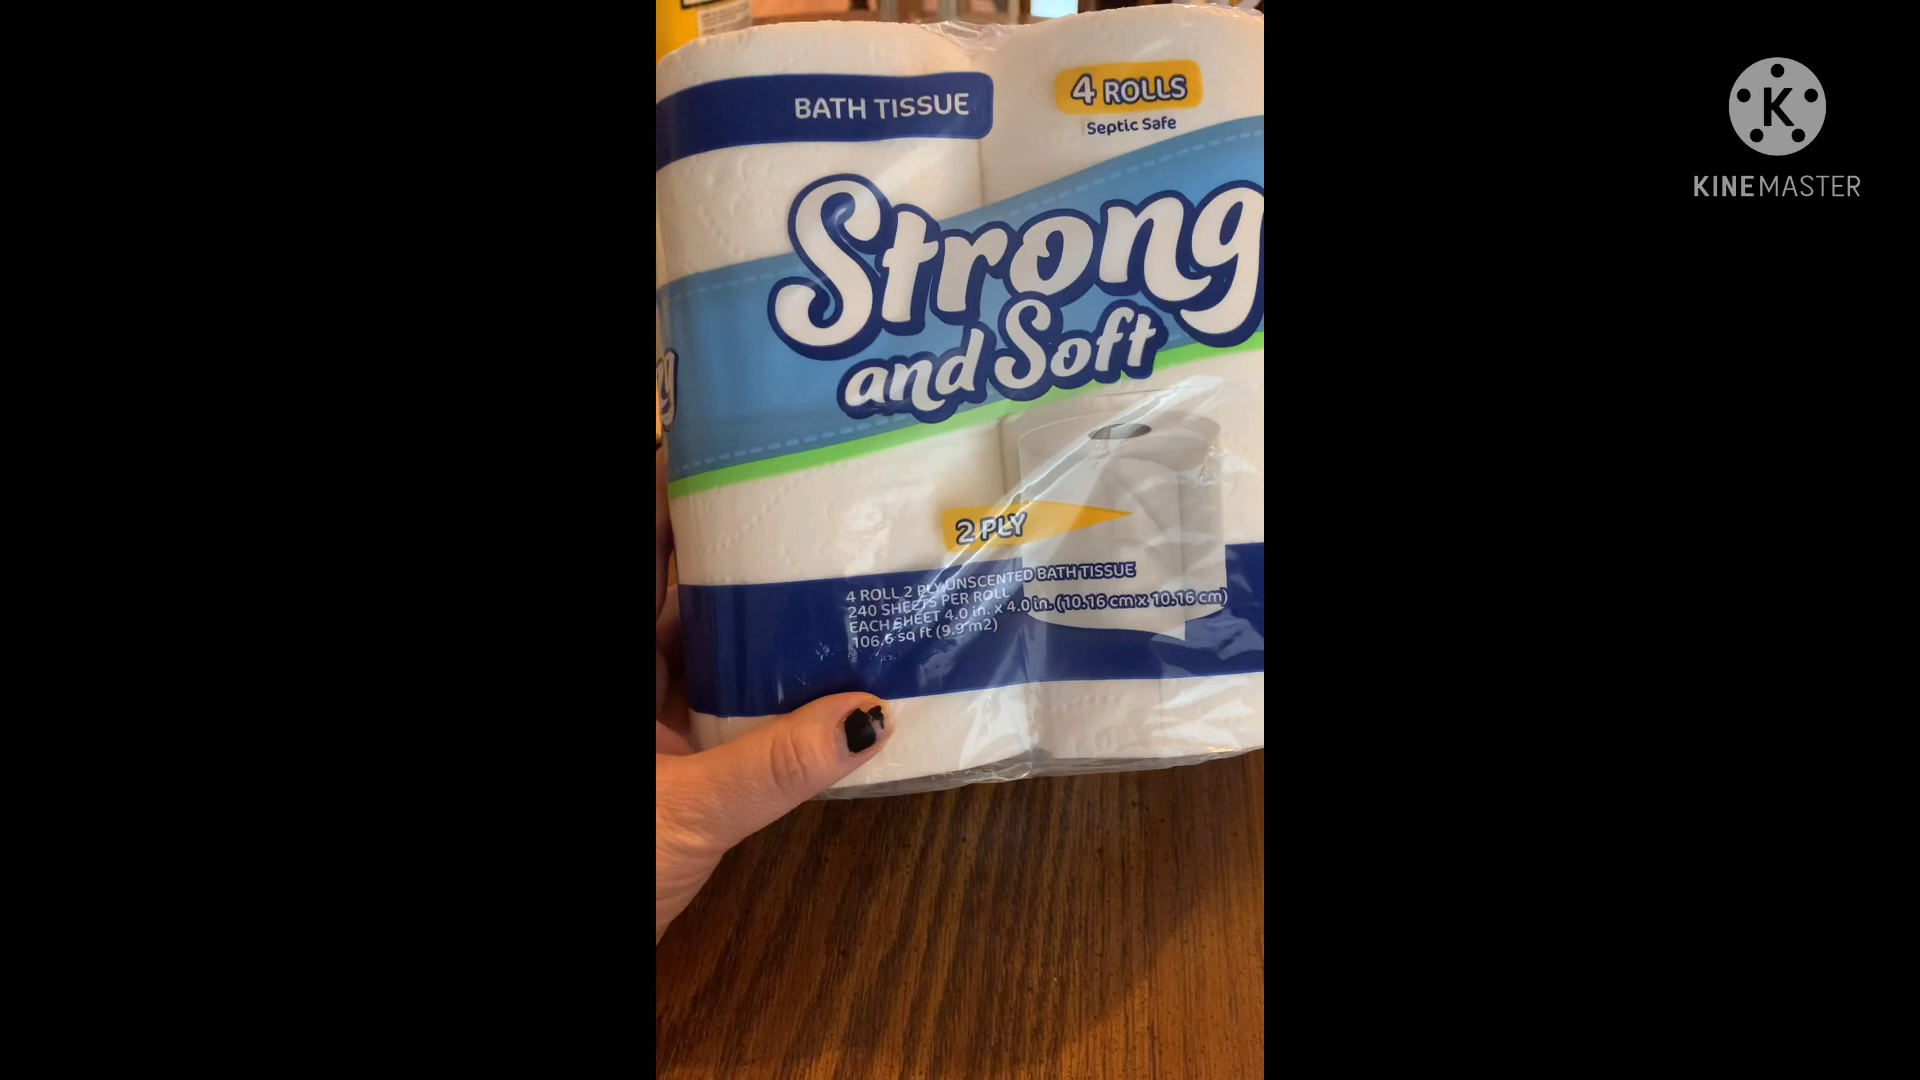 BATH TISSUE
4 ROLLS
Septic Safe
Strong
and Soft
2 PLY
4 ROLL 2 PLY UNSCENTED BATH TISSUE
240 SHEETS PER ROLL
EACH SHEET 4.0 in. x 4.0 in. (10.16 cm x 10.16 cm)
106.6 sq ft (9.9 m2)
K
KINEMASTER